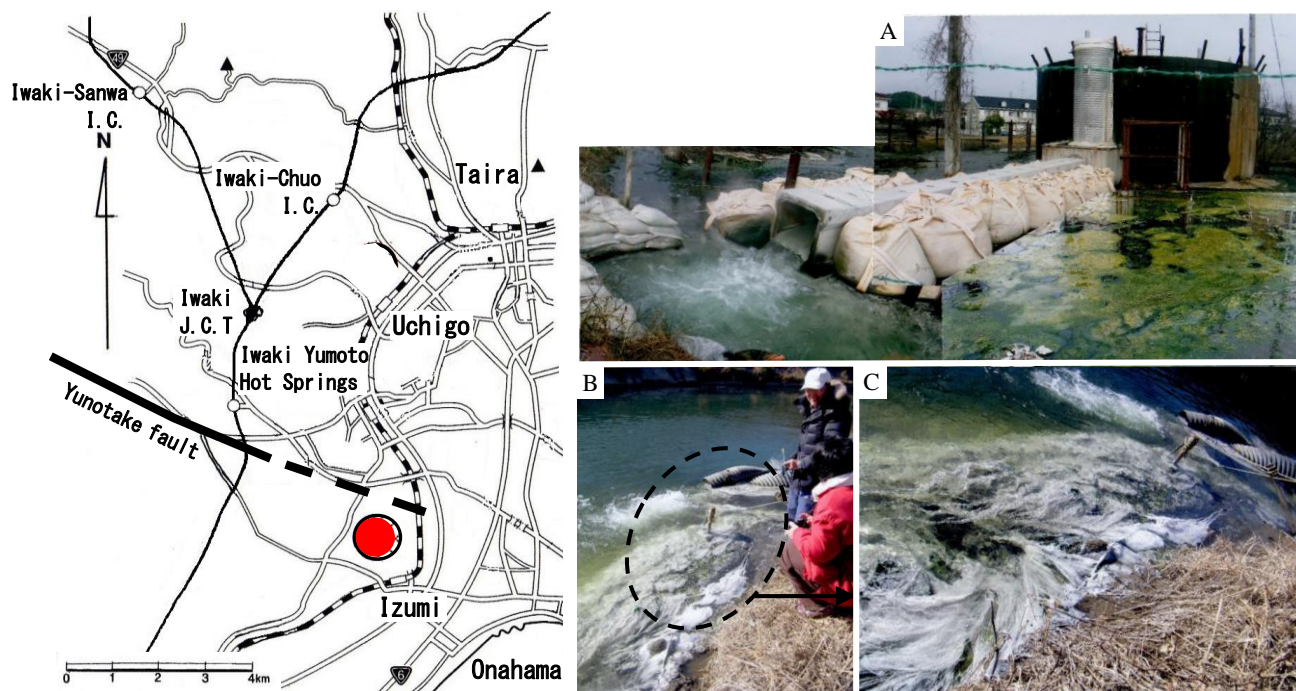 49
Iwaki-Sanwa
I.C.
N
Iwaki-Chuo
I.C.
Taira
Iwaki
J.C.T
Uchigo
Iwaki Yumoto
Hot Springs
Yunotake fault
Izumi
Onahama
6
0 1 2 3 4km
A
B
C